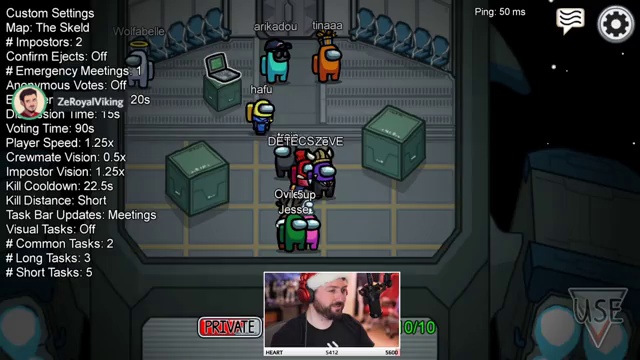 Custom Settings
Map: The Skeld
# Impostors: 2
Confirm Ejects: Off
# Emergency Meetings: 1
Anonymous Votes: Off
20s
ZeRoyalViking
Discussion Time: 15s
Voting Time: 90s
Player Speed: 1.25x
Crewmate Vision: 0.5x
Impostor Vision: 1.25x
Kill Cooldown: 22.5s
Kill Distance: Short
Task Bar Updates: Meetings
Visual Tasks: Off
# Common Tasks: 2
# Long Tasks: 3
# Short Tasks: 5
Ping: 50 ms
Wolfabelle
arikadou
tinaaa
hafu
Jesse
PRIVATE
0/10
HEART 5412 5600
USE